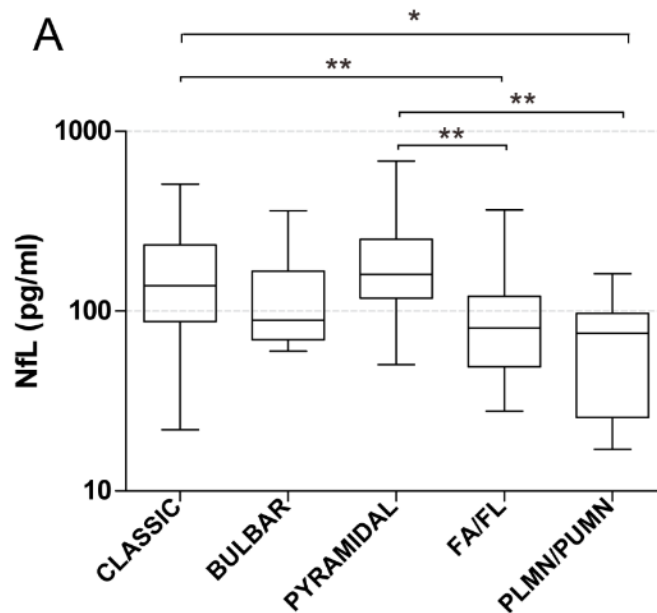 A
*
**
**
**
1000
100
10
NfL (pg/ml)
CLASSIC
BULBAR
PYRAMIDAL
FA/FL
PLMN/PUMN